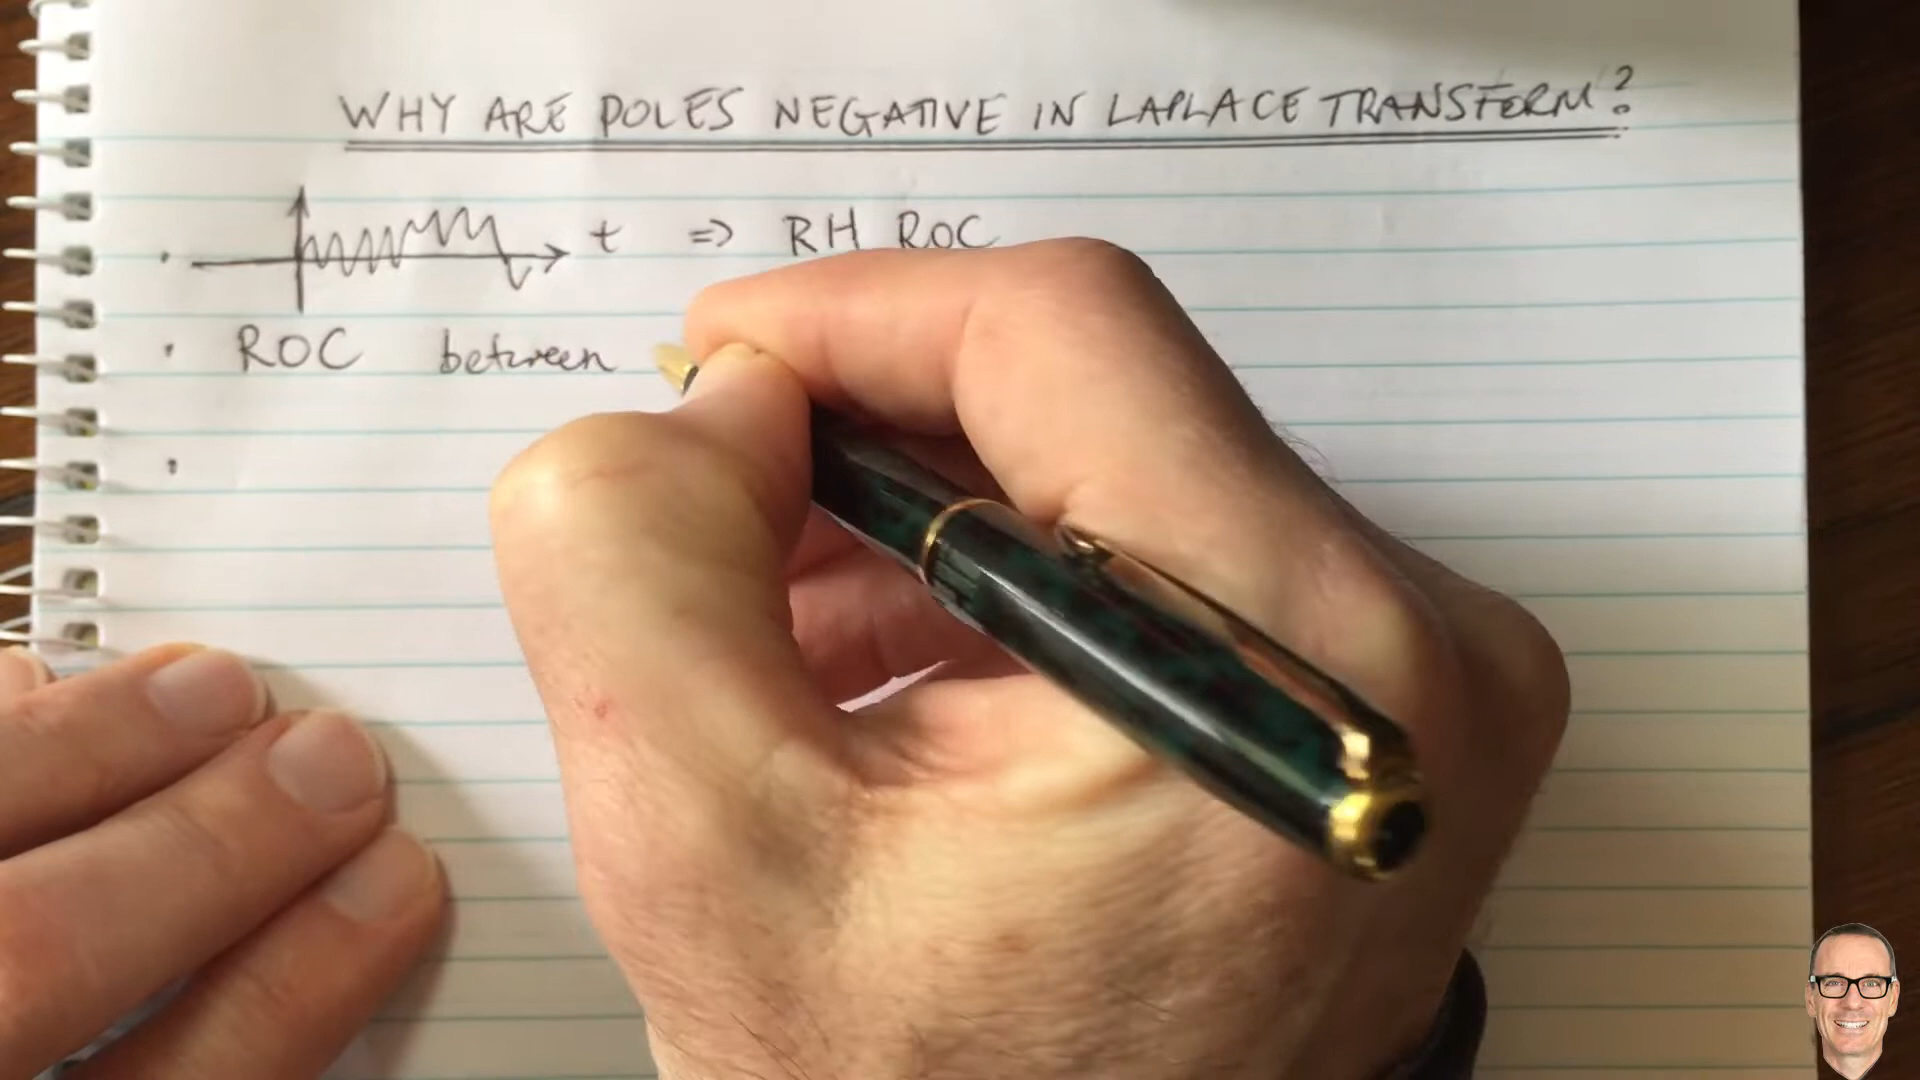 WHY ARE POLES NEGATIVE IN LAPLACE TRANSFORM?
t => RH ROC
ROC between